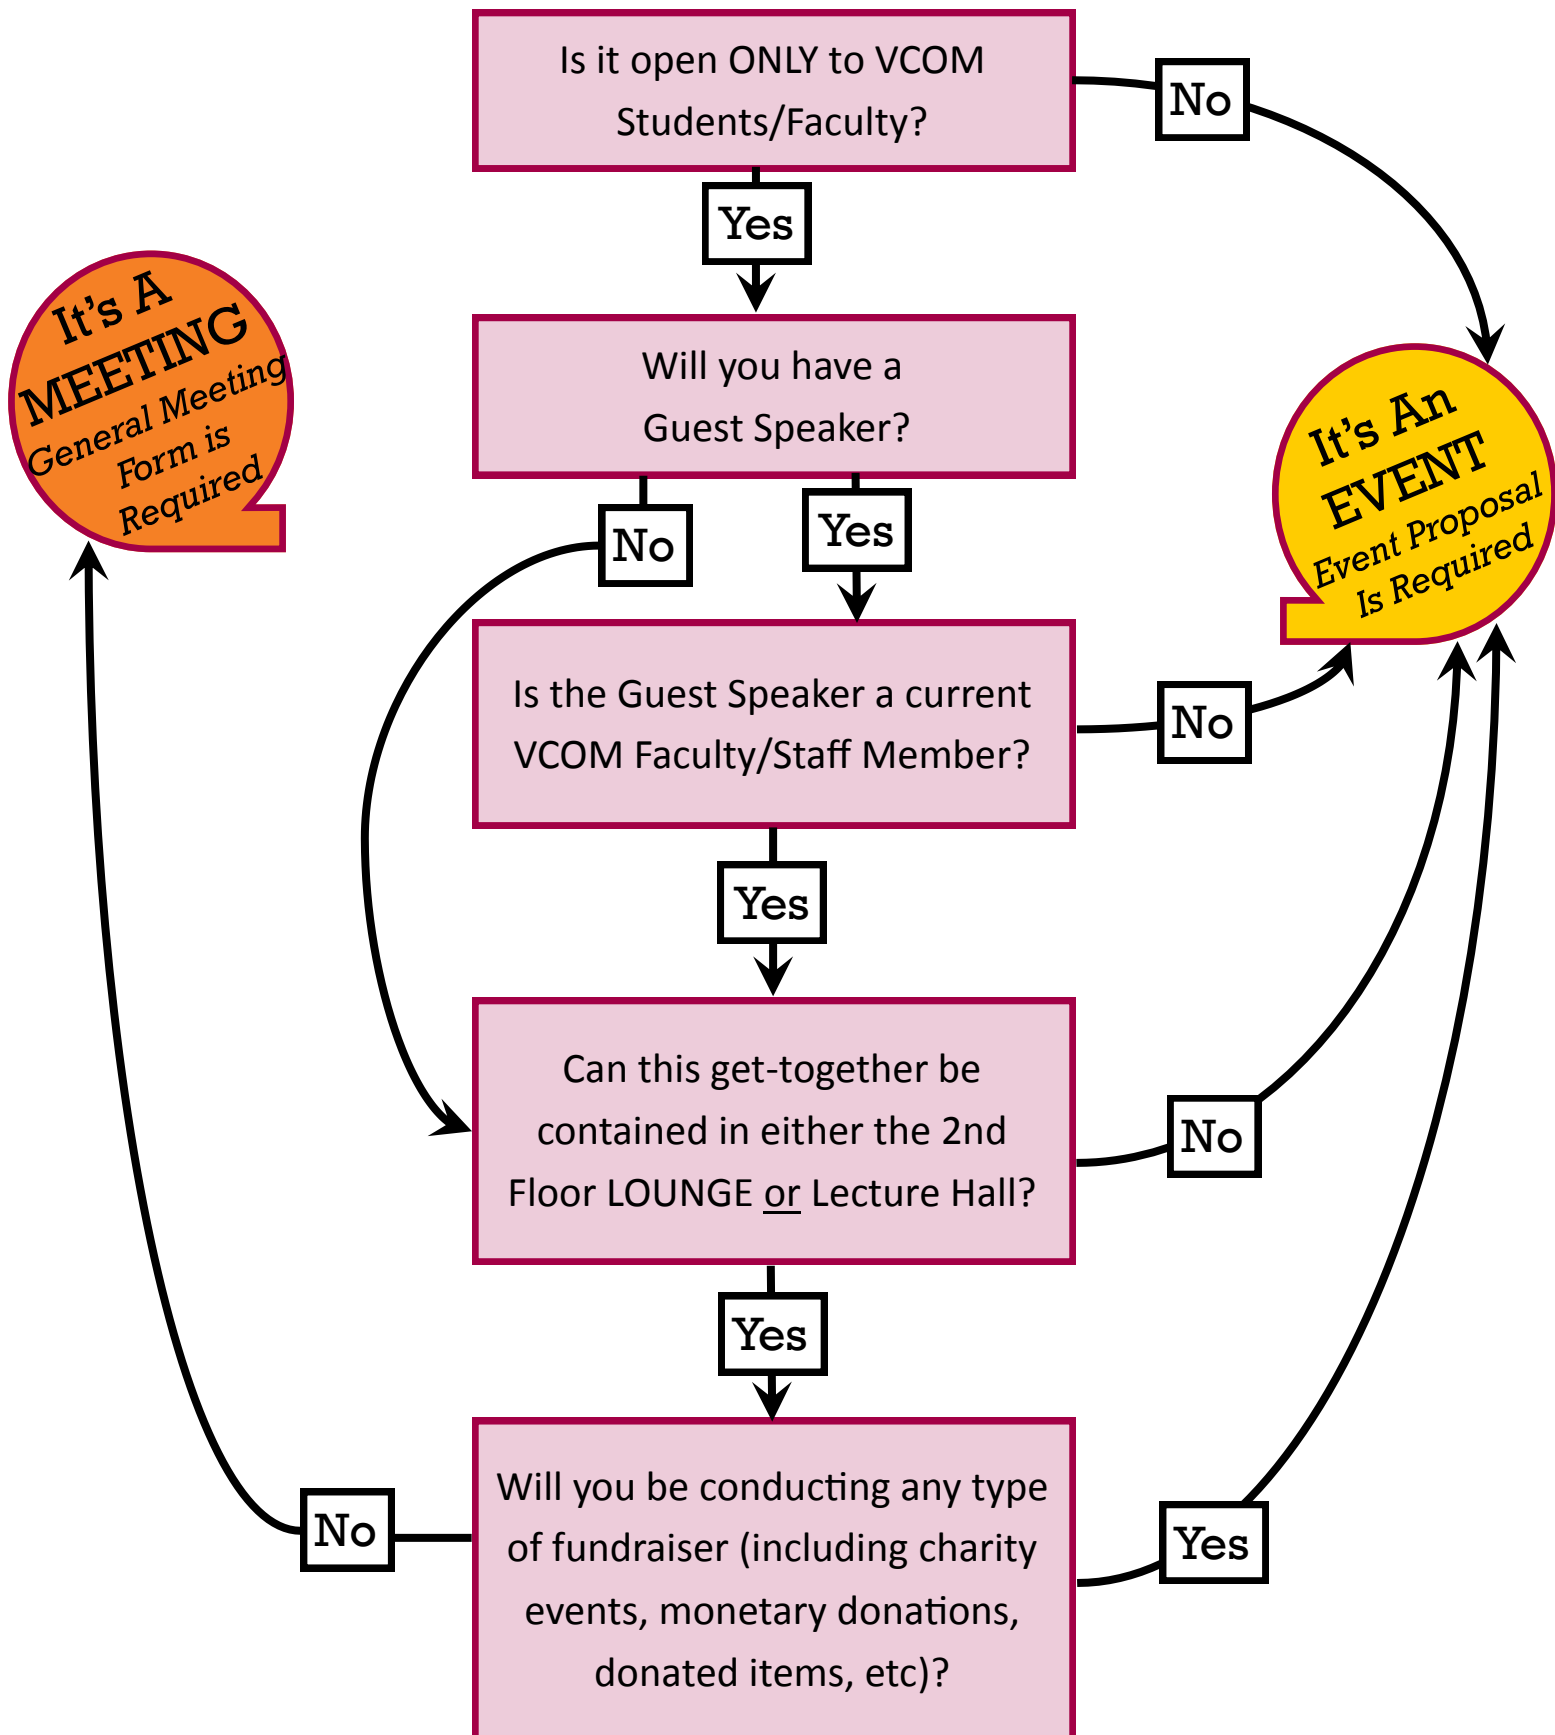 Is it open ONLY to VCOM
Students/Faculty?
No
Yes
It's A
MEETING
General Meeting
Form is
Required
Will you have a
Guest Speaker?
It's An
EVENT
Event Proposal
Is Required
No
Yes
Is the Guest Speaker a current
VCOM Faculty/Staff Member?
No
Yes
Can this get-together be
contained in either the 2nd
Floor LOUNGE or Lecture Hall?
No
Yes
Will you be conducting any type
of fundraiser (including charity
events, monetary donations,
donated items, etc)?
No
Yes